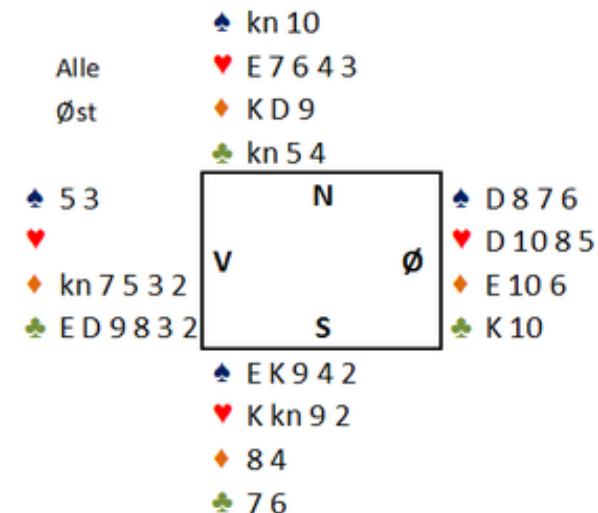 ♠ kn 10
Alle ♥ E 7 6 4 3
Øst ♦ K D 9
♣ kn 5 4
♠ 5 3 N ♠ D 8 7 6
♥ V Ø ♥ D 10 8 5
♦ kn 7 5 3 2 ♦ E 10 6
♣ E D 9 8 3 2 S ♣ K 10
♠ E K 9 4 2
♥ K kn 9 2
♦ 8 4
♣ 7 6